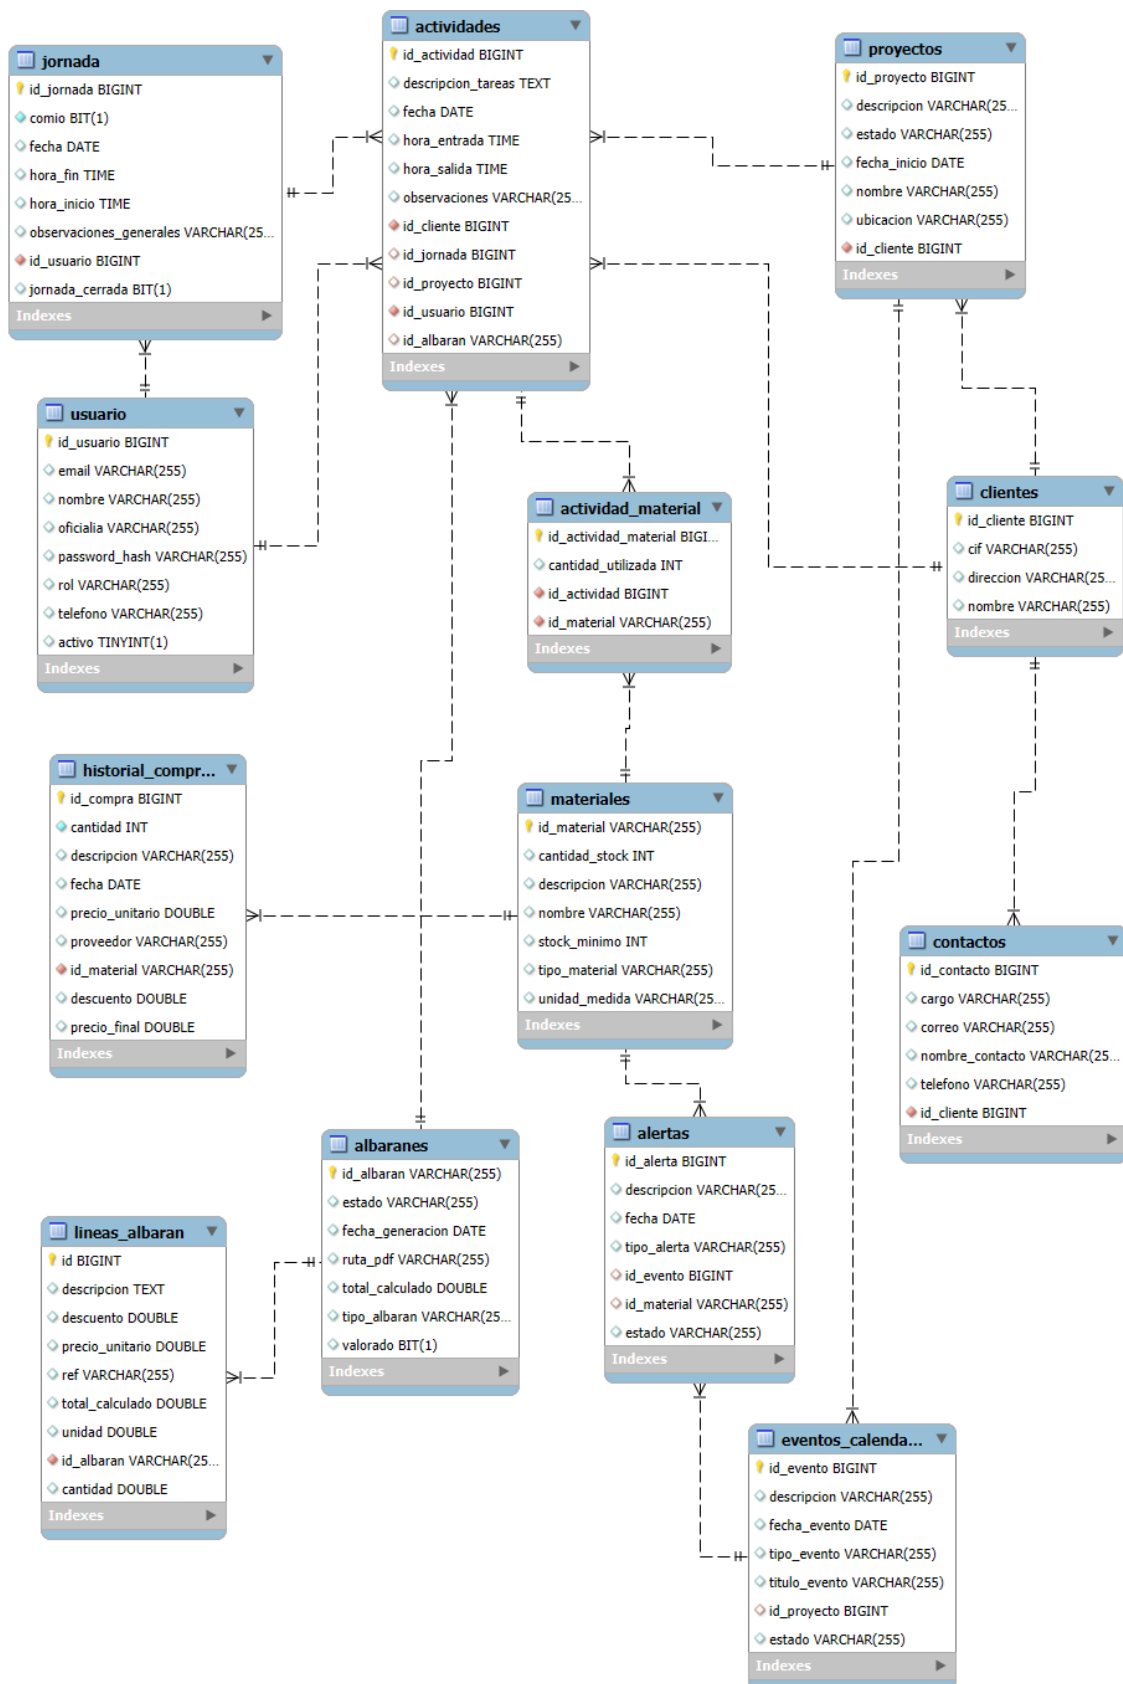 actividades
id_actividad BIGINT
descripcion_tareas TEXT
fecha DATE
hora_entrada TIME
hora_salida TIME
observaciones VARCHAR(25...
id_cliente BIGINT
id_jornada BIGINT
id_proyecto BIGINT
id_usuario BIGINT
id_albaran VARCHAR(255)
Indexes
jornada
id_jornada BIGINT
comio BIT(1)
fecha DATE
hora_fin TIME
hora_inicio TIME
observaciones_generales VARCHAR(25...
id_usuario BIGINT
jornada_cerrada BIT(1)
Indexes
proyectos
id_proyecto BIGINT
descripcion VARCHAR(25...
estado VARCHAR(255)
fecha_inicio DATE
nombre VARCHAR(255)
ubicacion VARCHAR(255)
id_cliente BIGINT
Indexes
usuario
id_usuario BIGINT
email VARCHAR(255)
nombre VARCHAR(255)
oficialia VARCHAR(255)
password_hash VARCHAR(255)
rol VARCHAR(255)
telefono VARCHAR(255)
activo TINYINT(1)
Indexes
actividad_material
id_actividad_material BIGI...
cantidad_utilizada INT
id_actividad BIGINT
id_material VARCHAR(255)
Indexes
clientes
id_cliente BIGINT
cif VARCHAR(255)
direccion VARCHAR(25...
nombre VARCHAR(255)
Indexes
historial_compr...
id_compra BIGINT
cantidad INT
descripcion VARCHAR(255)
fecha DATE
precio_unitario DOUBLE
proveedor VARCHAR(255)
id_material VARCHAR(255)
descuento DOUBLE
precio_final DOUBLE
Indexes
materiales
id_material VARCHAR(255)
cantidad_stock INT
descripcion VARCHAR(255)
nombre VARCHAR(255)
stock_minimo INT
tipo_material VARCHAR(255)
unidad_medida VARCHAR(25...
Indexes
contactos
id_contacto BIGINT
cargo VARCHAR(255)
correo VARCHAR(255)
nombre_contacto VARCHAR(25...
telefono VARCHAR(255)
id_cliente BIGINT
Indexes
albaranes
id_albaran VARCHAR(255)
estado VARCHAR(255)
fecha_generacion DATE
ruta_pdf VARCHAR(255)
total_calculado DOUBLE
tipo_albaran VARCHAR(25...
valorado BIT(1)
Indexes
alertas
id_alerta BIGINT
descripcion VARCHAR(25...
fecha DATE
tipo_alerta VARCHAR(255)
id_evento BIGINT
id_material VARCHAR(255)
estado VARCHAR(255)
Indexes
lineas_albaran
id BIGINT
descripcion TEXT
descuento DOUBLE
precio_unitario DOUBLE
ref VARCHAR(255)
total_calculado DOUBLE
unidad DOUBLE
id_albaran VARCHAR(25...
cantidad DOUBLE
Indexes
eventos_calenda...
id_evento BIGINT
descripcion VARCHAR(255)
fecha_evento DATE
tipo_evento VARCHAR(255)
titulo_evento VARCHAR(255)
id_proyecto BIGINT
estado VARCHAR(255)
Indexes